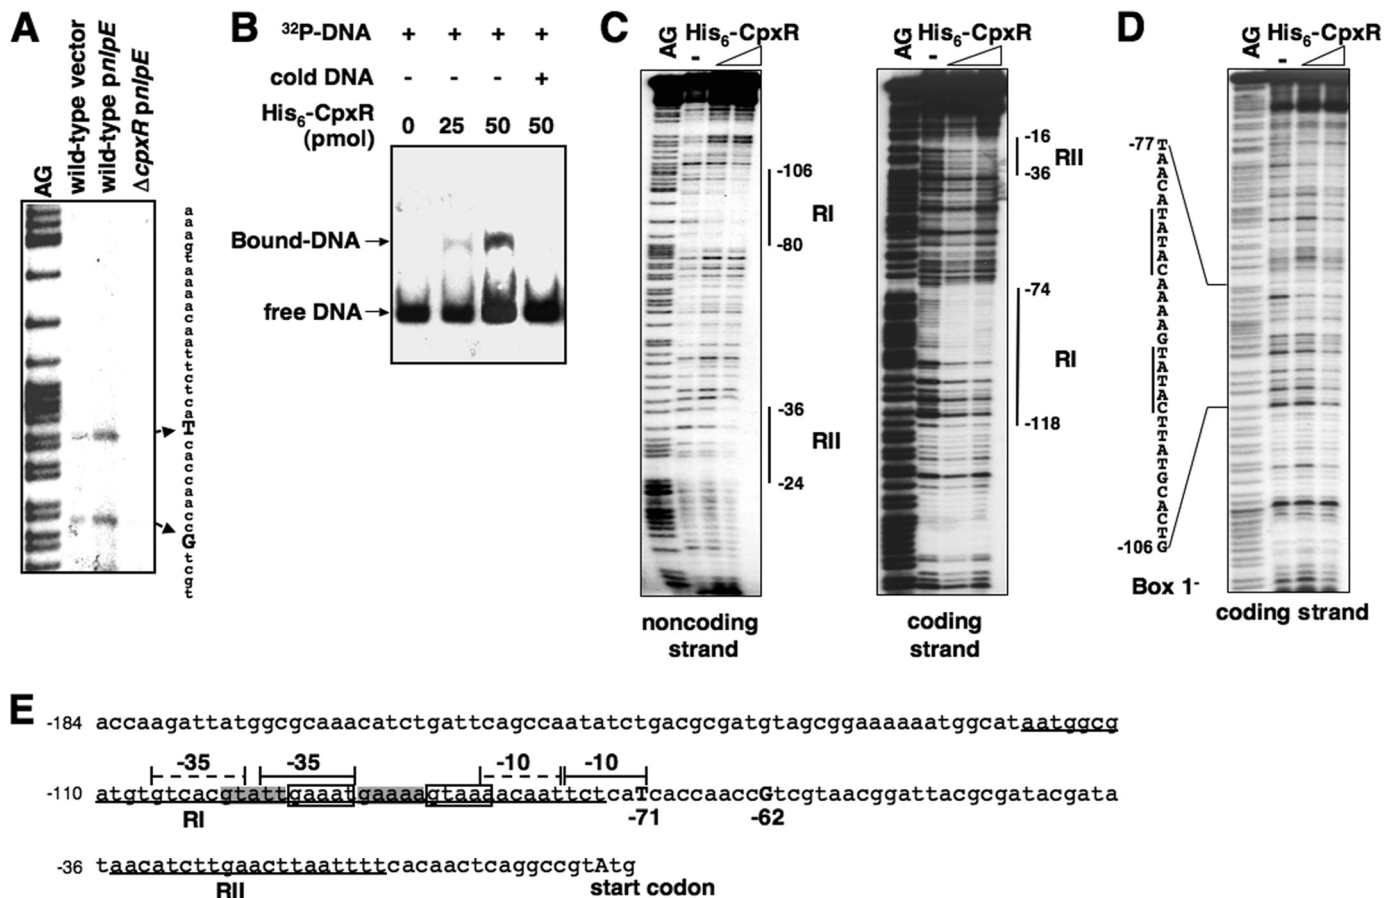 A
wild-type vector
wild-type pnlpE
ΔcpxR pnlpE
AG
a
a
a
g
t
a
a
a
a
c
a
a
t
t
c
t
c
a
T
c
a
c
c
a
a
c
c
G
t
c
g
t
B
³²P-DNA + + + +
cold DNA - - - +
His₆-CpxR 0 25 50 50
(pmol)
Bound-DNA
free DNA
C
AG His₆-CpxR
-
-106
RI
-80
-36
RII
-24
noncoding
strand
AG His₆-CpxR
-
-16
RII
-36
-74
RI
-118
coding
strand
D
AG His₆-CpxR
-
-77 T
A
A
C
A
T
A
T
A
C
A
A
A
G
T
A
T
A
C
T
T
A
T
G
C
A
C
T
-106 G
Box 1⁻
coding strand
E
-184 accaagattatggcgcaaacatctgattcagccaatatctgacgcgatgtagcggaaaaaatggcataatggcg
-35 -35 -10 -10
-110 atgtgtcacgtattgaaatgaaaagtaaaacaattctcaTcaccaaccGtcgtaacggattacgcgatacgata
RI -71 -62
-36 taacatcttgaacttaattttcacaactcaggccgtAtg
RII start codon